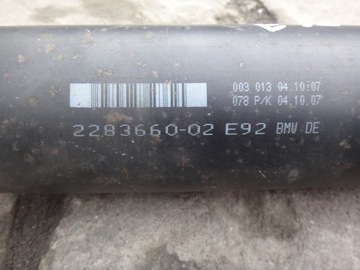 003 013 04.10.07
078 P/K 04.10.07
2283660-02 E92 BMW DE